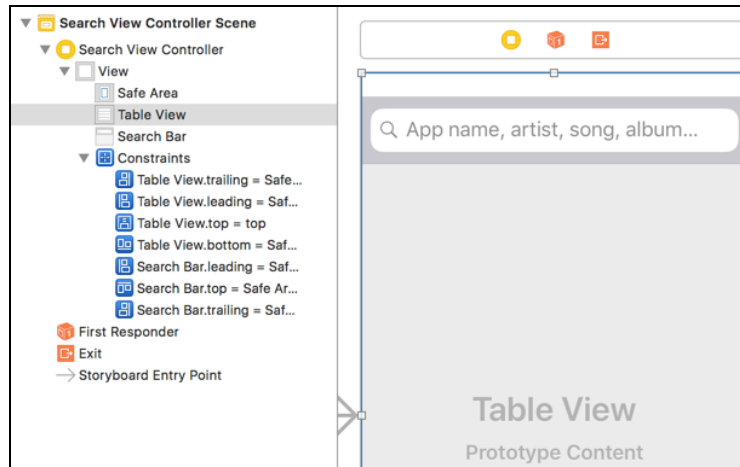 Search View Controller Scene
Search View Controller
View
Safe Area
Table View
Search Bar
Constraints
Table View.trailing = Safe...
Table View.leading = Saf...
Table View.top = top
Table View.bottom = Saf...
Search Bar.leading = Saf...
Search Bar.top = Safe Ar...
Search Bar.trailing = Saf...
First Responder
Exit
Storyboard Entry Point
App name, artist, song, album...
Table View
Prototype Content